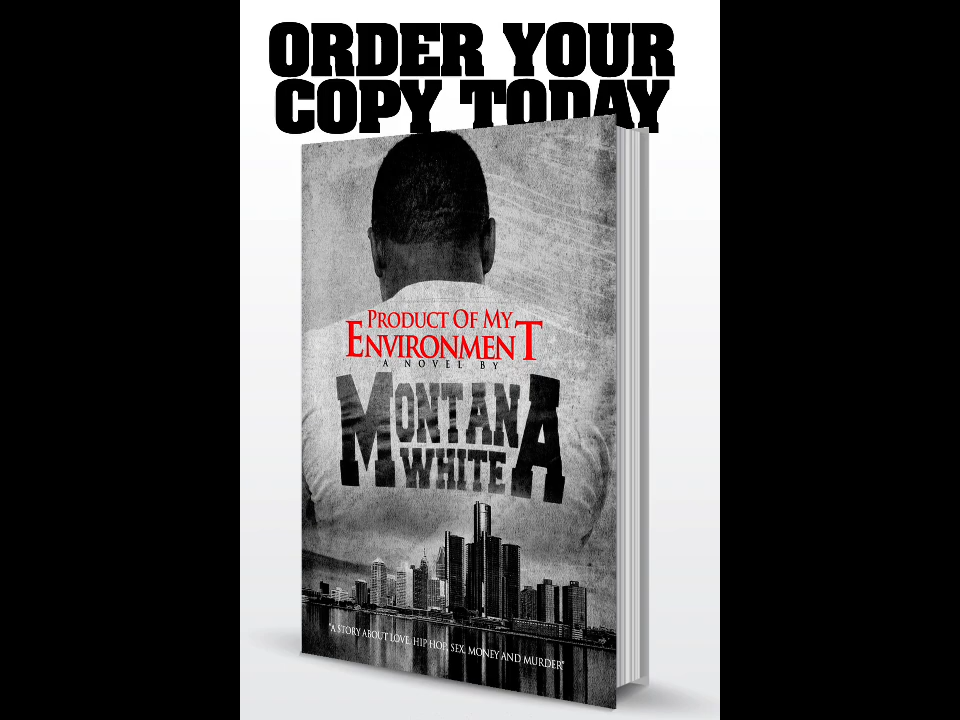 ORDER YOUR
COPY TODAY
PRODUCT OF MY
ENVIRONMENT
A NOVEL BY
MONTANA
WHITE
"A STORY ABOUT LOVE, HIP HOP, SEX, MONEY AND MURDER"